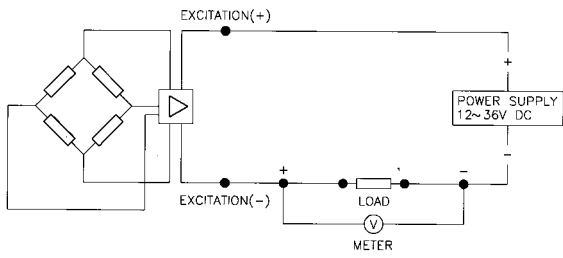 EXCITATION(+)
+
POWER SUPPLY
12~36V DC
–
EXCITATION(-)
+
LOAD
–
V
METER